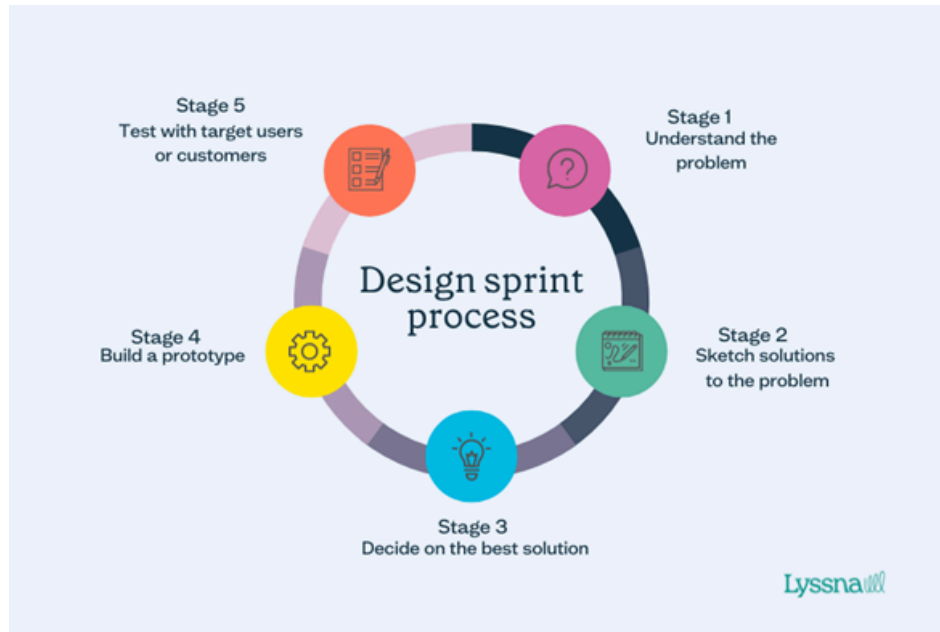 Design sprint
process
Stage 1
Understand the
problem
Stage 2
Sketch solutions
to the problem
Stage 3
Decide on the best solution
Stage 4
Build a prototype
Stage 5
Test with target users
or customers
Lyssna